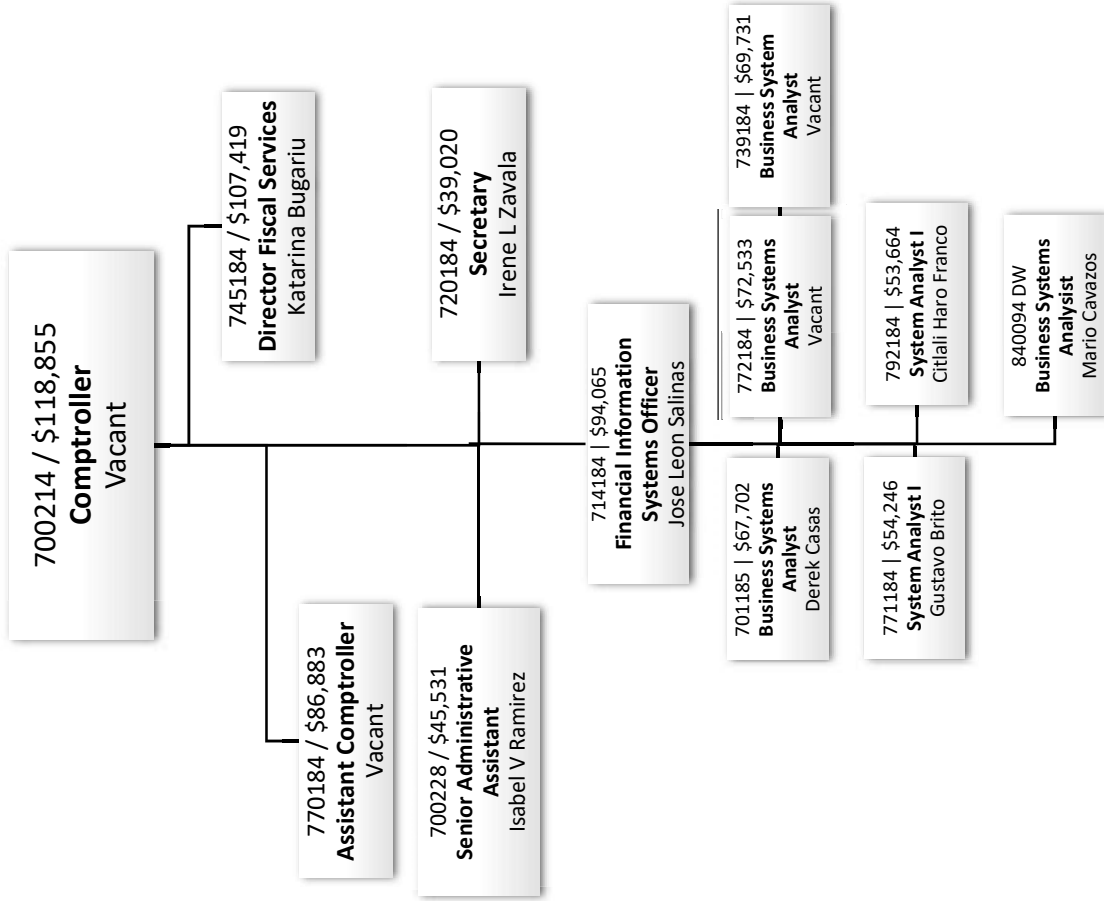 700214 / $118,855
Comptroller
Vacant
745184 / $107,419
Director Fiscal Services
Katarina Bugariu
770184 / $86,883
Assistant Comptroller
Vacant
700228 / $45,531
Senior Administrative
Assistant
Isabel V Ramirez
720184 / $39,020
Secretary
Irene L Zavala
714184 | $94,065
Financial Information
Systems Officer
Jose Leon Salinas
701185 | $67,702
Business Systems
Analyst
Derek Casas
772184 | $72,533
Business Systems
Analyst
Vacant
739184 | $69,731
Business System
Analyst
Vacant
771184 | $54,246
System Analyst I
Gustavo Brito
792184 | $53,664
System Analyst I
Citlali Haro Franco
840094 DW
Business Systems
Analysist
Mario Cavazos